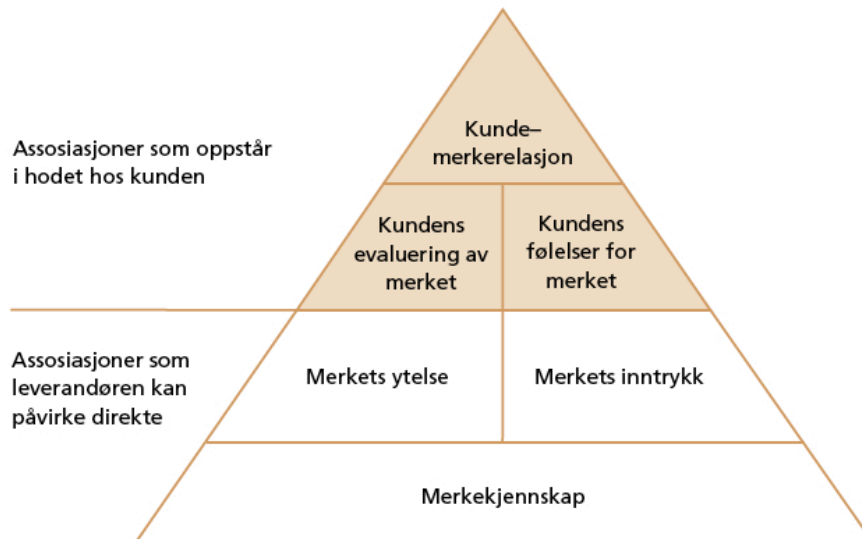 Kunde–
merkerelasjon
Assosiasjoner som oppstår
i hodet hos kunden
Kundens
evaluering av
merket
Kundens
følelser for
merket
Assosiasjoner som
leverandøren kan
påvirke direkte
Merkets ytelse
Merkets inntrykk
Merkekjennskap